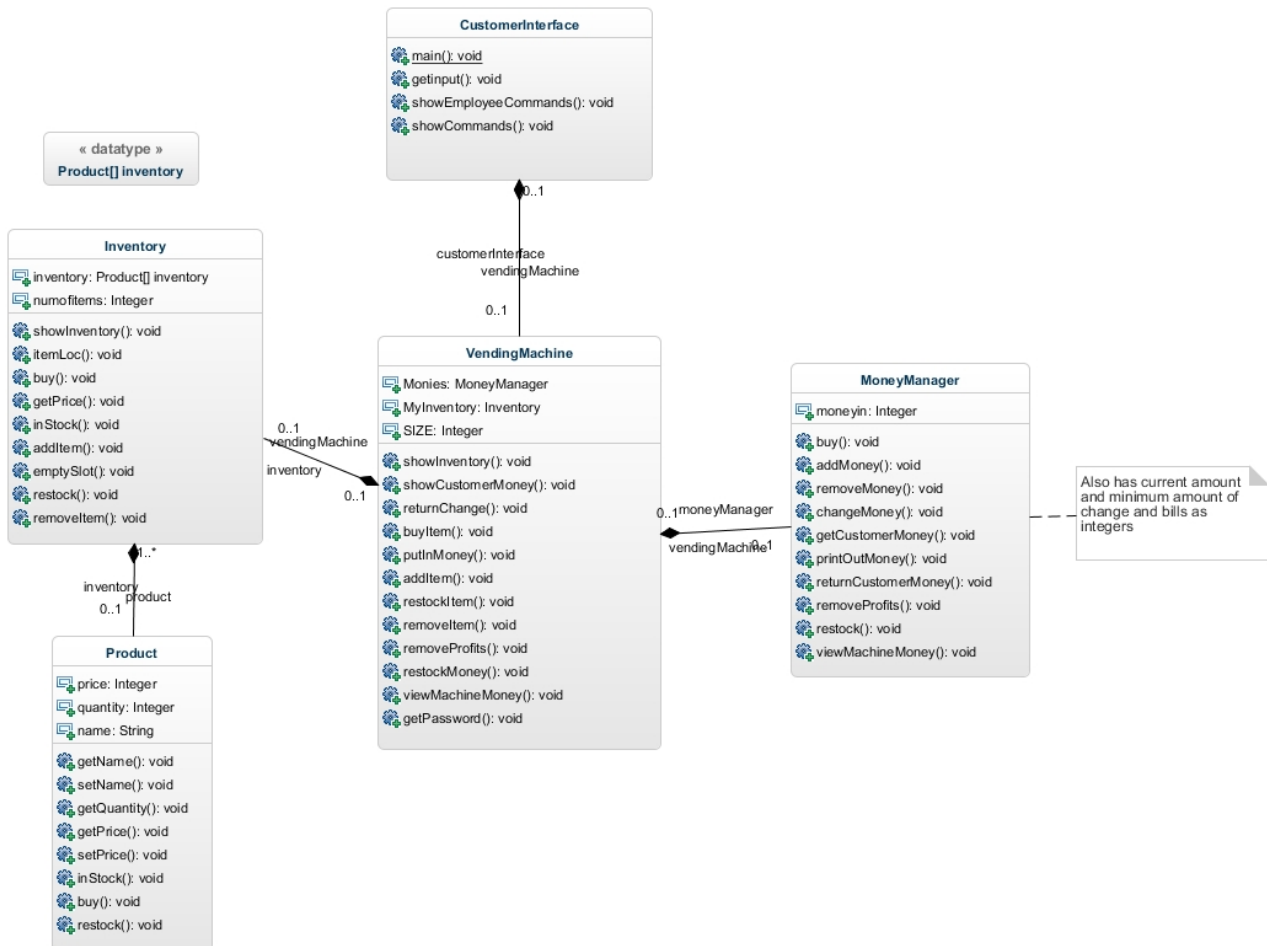 CustomerInterface
main(): void
getinput(): void
showEmployeeCommands(): void
showCommands(): void
« datatype »
Product[] inventory
0..1
customerInterface
vendingMachine
0..1
Inventory
inventory: Product[] inventory
numofitems: Integer
showInventory(): void
itemLoc(): void
buy(): void
getPrice(): void
inStock(): void
addItem(): void
emptySlot(): void
restock(): void
removeItem(): void
0..1
vendingMachine
inventory
0..1
VendingMachine
Monies: MoneyManager
MyInventory: Inventory
SIZE: Integer
showInventory(): void
showCustomerMoney(): void
returnChange(): void
buyItem(): void
putInMoney(): void
addItem(): void
restockItem(): void
removeItem(): void
removeProfits(): void
restockMoney(): void
viewMachineMoney(): void
getPassword(): void
0..1
moneyManager
vendingMachine
0..1
MoneyManager
moneyin: Integer
buy(): void
addMoney(): void
removeMoney(): void
changeMoney(): void
getCustomerMoney(): void
printOutMoney(): void
returnCustomerMoney(): void
removeProfits(): void
restock(): void
viewMachineMoney(): void
Also has current amount
and minimum amount of
change and bills as
integers
1..*
inventory
product
0..1
Product
price: Integer
quantity: Integer
name: String
getName(): void
setName(): void
getQuantity(): void
getPrice(): void
setPrice(): void
inStock(): void
buy(): void
restock(): void